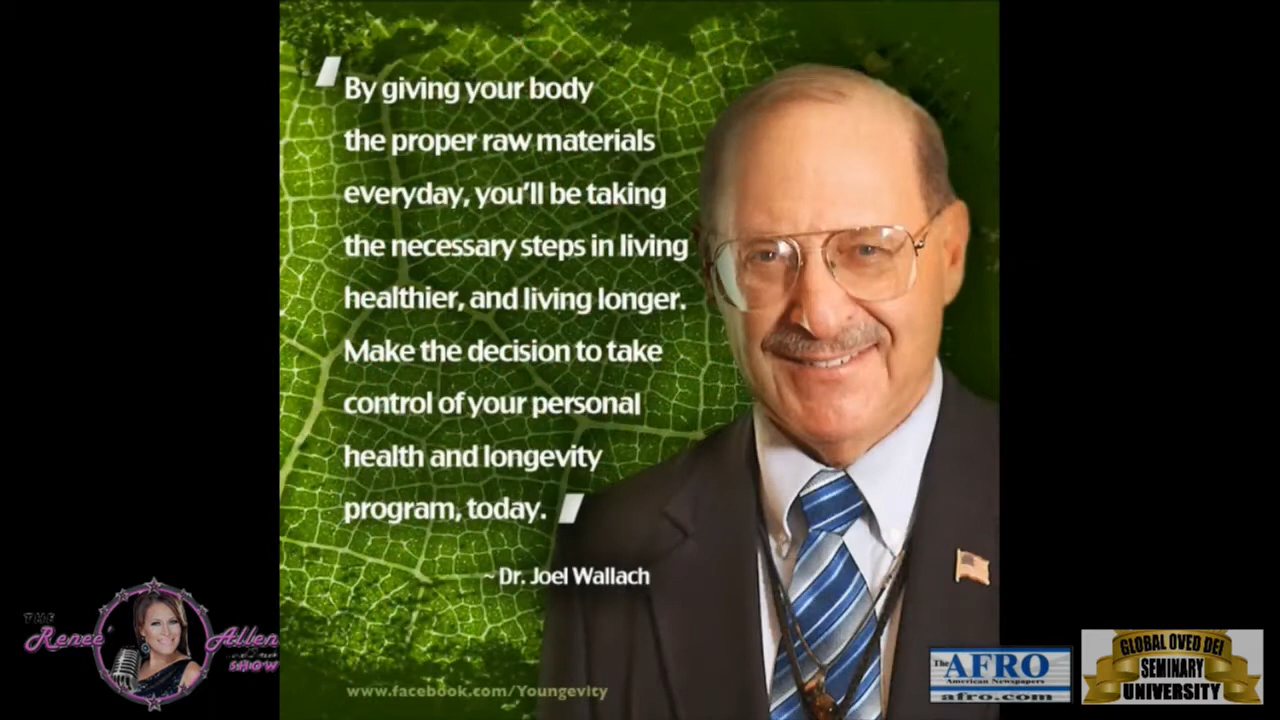 By giving your body
the proper raw materials
everyday, you'll be taking
the necessary steps in living
healthier, and living longer.
Make the decision to take
control of your personal
health and longevity
program, today.
~ Dr. Joel Wallach
www.facebook.com/Youngevity
THE
Renee Allen
SHOW
The AFRO
American Newspapers
afro.com
GLOBAL OVED DEI
SEMINARY
UNIVERSITY